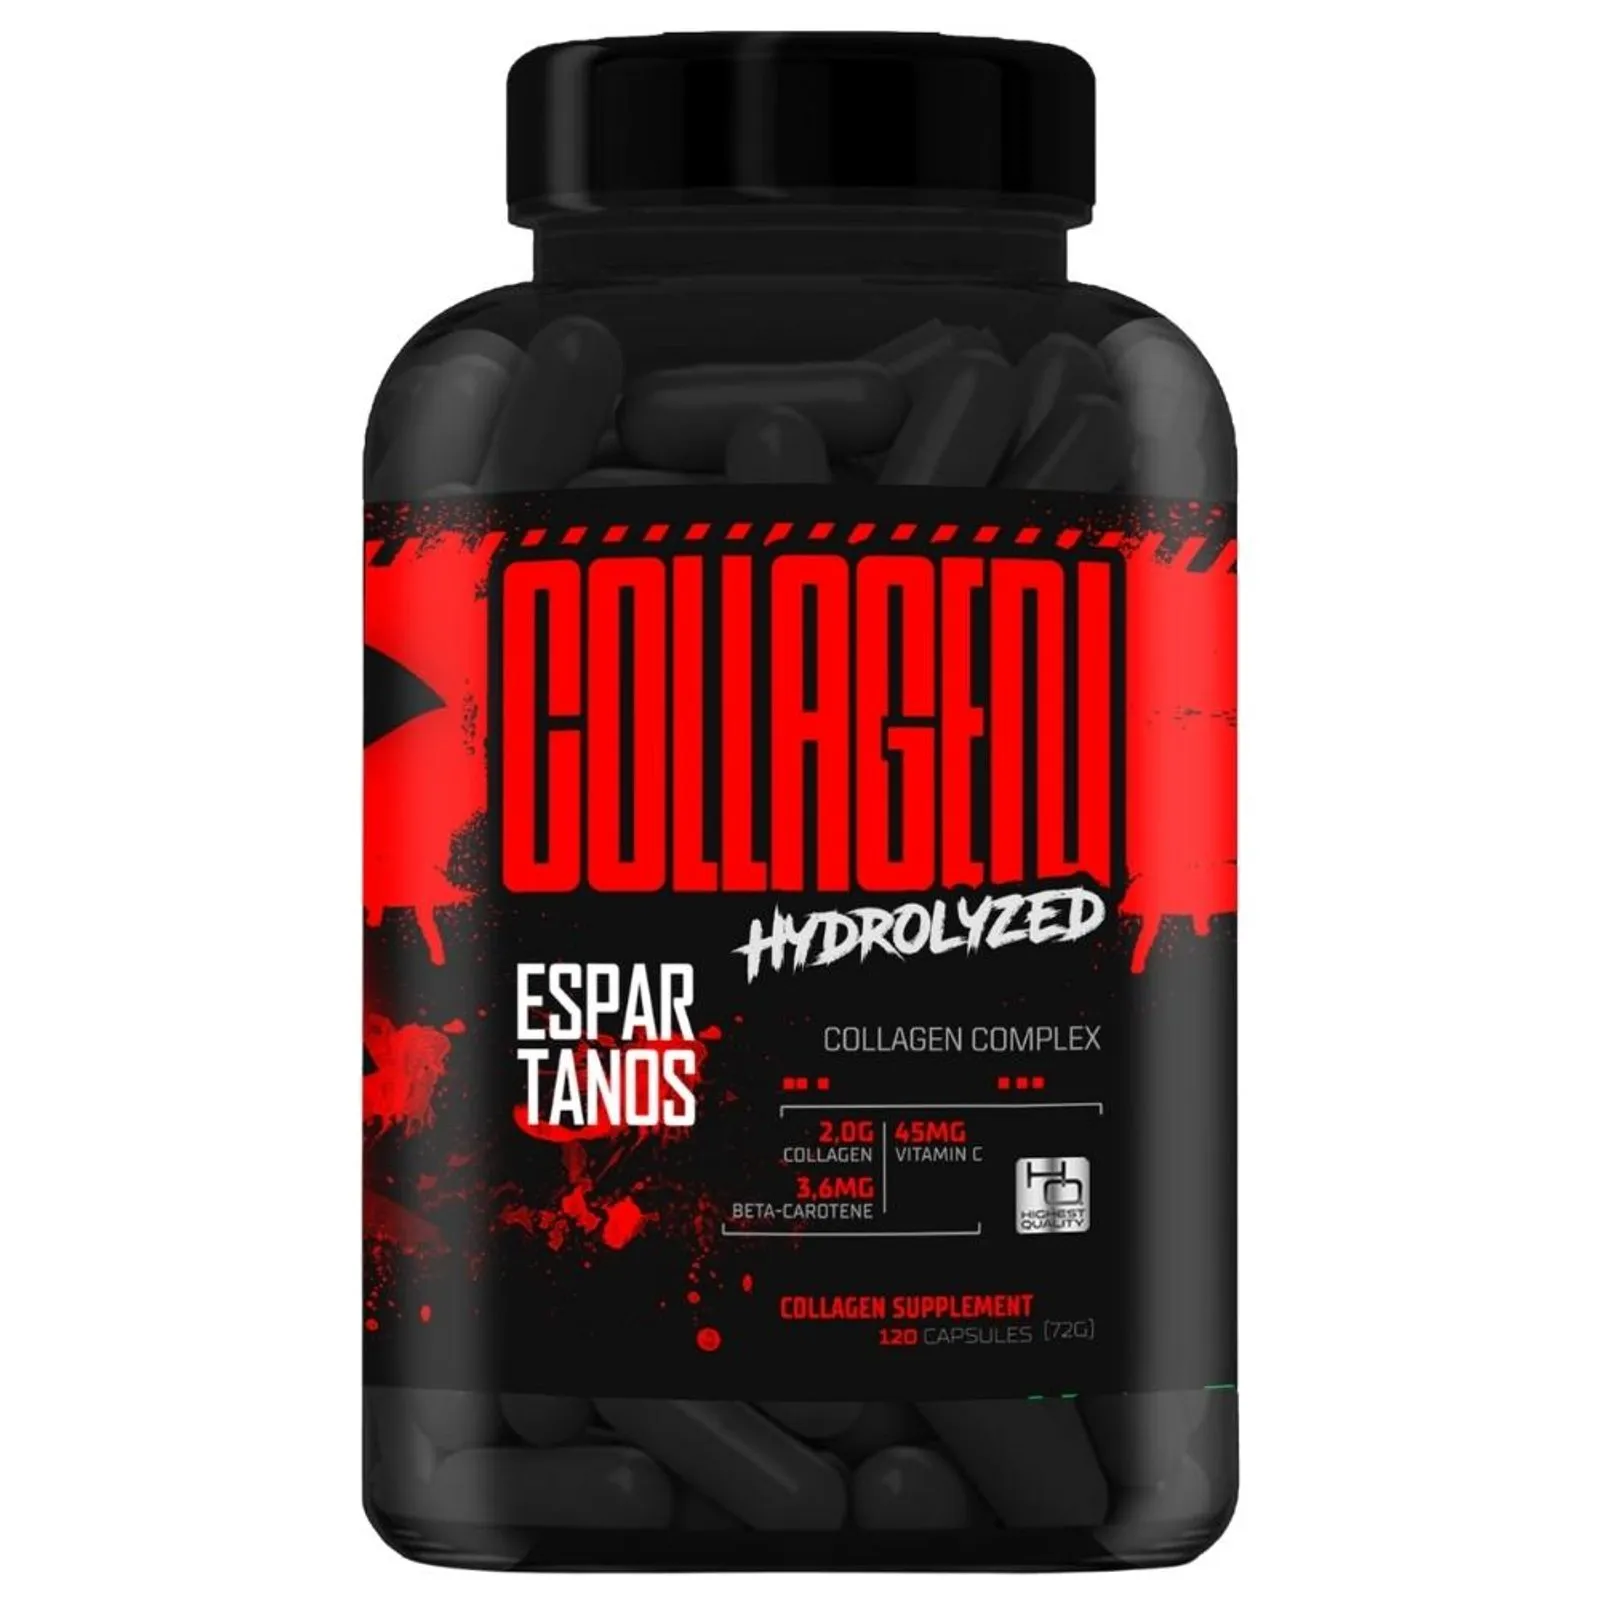 COLLAGEN
HYDROLYZED
ESPAR
TANOS
COLLAGEN COMPLEX
2,0G
COLLAGEN
45MG
VITAMIN C
3,6MG
BETA-CAROTENE
HQ
HIGHEST
QUALITY
COLLAGEN SUPPLEMENT
120 CAPSULES (72G)